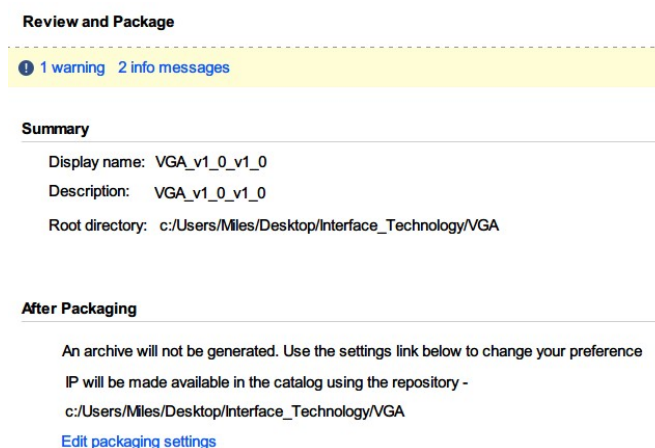 Review and Package
1 warning 2 info messages
Summary
Display name: VGA_v1_0_v1_0
Description: VGA_v1_0_v1_0
Root directory: c:/Users/Miles/Desktop/Interface_Technology/VGA
After Packaging
An archive will not be generated. Use the settings link below to change your preference
IP will be made available in the catalog using the repository -
c:/Users/Miles/Desktop/Interface_Technology/VGA
Edit packaging settings